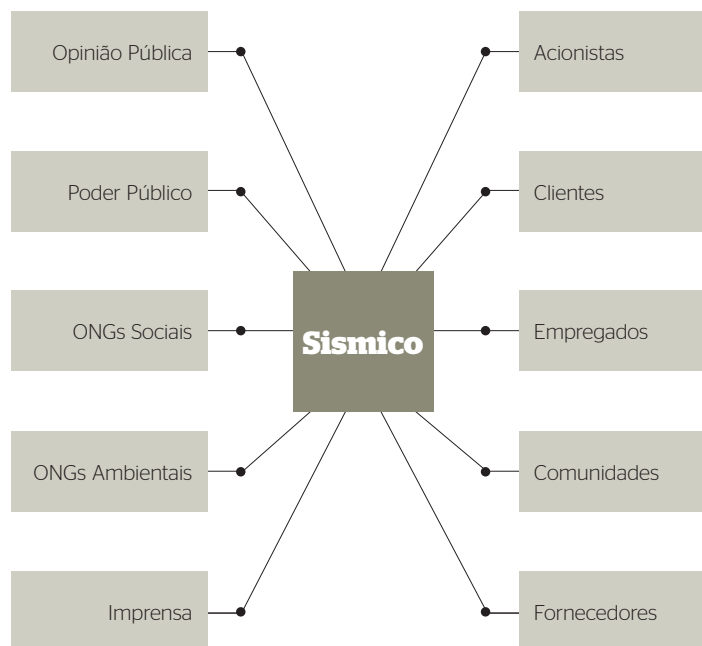 Opinião Pública
Acionistas
Poder Público
Clientes
ONGs Sociais
Sismico
Empregados
ONGs Ambientais
Comunidades
Imprensa
Fornecedores